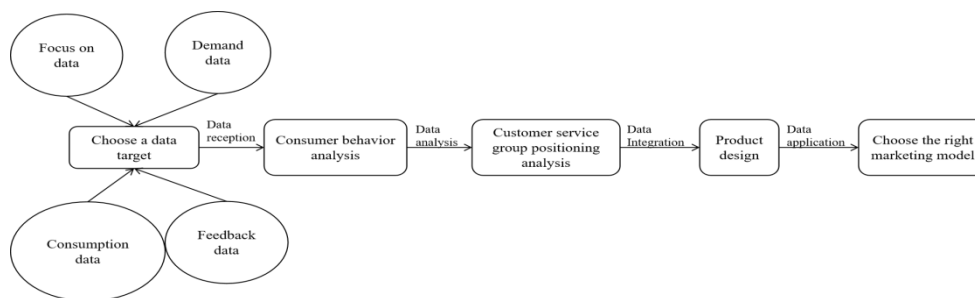 Focus on
data
Demand
data
Choose a data
target
Data
reception
Consumer behavior
analysis
Data
analysis
Customer service
group positioning
analysis
Data
Integration
Product
design
Data
application
Choose the right
marketing model
Consumption
data
Feedback
data